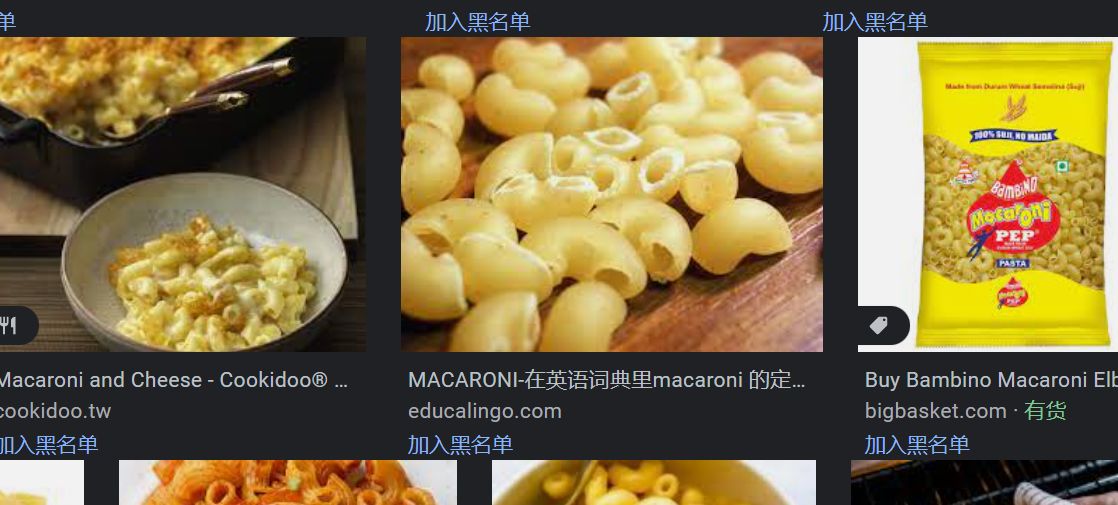 单
加入黑名单
加入黑名单
Made from Durum Wheat Semolina (Suji)
100% SUJI, NO MAIDA
BAMBINO
Macaroni
PEP
PASTA
Macaroni and Cheese - Cookidoo® ...
MACARONI-在英语词典里macaroni 的定...
Buy Bambino Macaroni Elb
cookidoo.tw
educalingo.com
bigbasket.com · 有货
加入黑名单
加入黑名单
加入黑名单